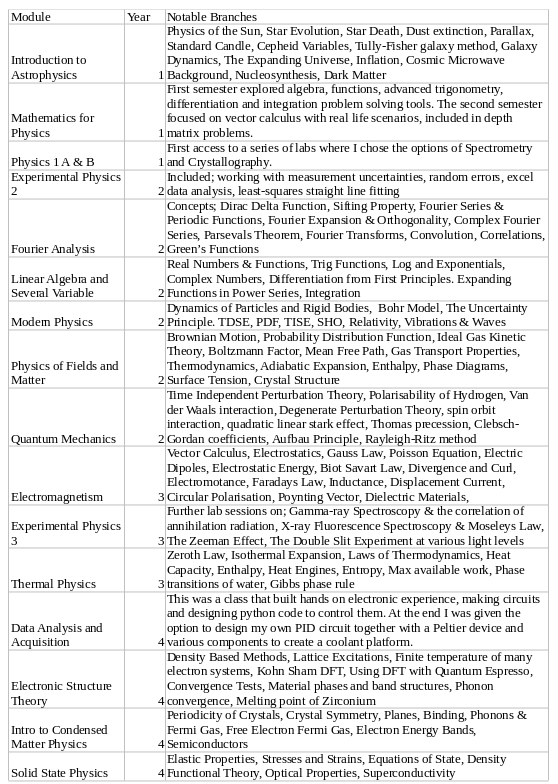 Module Year Notable Branches
Physics of the Sun, Star Evolution, Star Death, Dust extinction, Parallax,
Standard Candle, Cepheid Variables, Tully-Fisher galaxy method, Galaxy
Introduction to Dynamics, The Expanding Universe, Inflation, Cosmic Microwave
Astrophysics 1 Background, Nucleosynthesis, Dark Matter
First semester explored algebra, functions, advanced trigonometry,
differentiation and integration problem solving tools. The second semester
Mathematics for focused on vector calculus with real life scenarios, included in depth
Physics 1 matrix problems.
First access to a series of labs where I chose the options of Spectrometry
Physics 1 A & B 1 and Crystallography.
Experimental Physics Included; working with measurement uncertainties, random errors, excel
2 2 data analysis, least-squares straight line fitting
Concepts; Dirac Delta Function, Sifting Property, Fourier Series &
Periodic Functions, Fourier Expansion & Orthogonality, Complex Fourier
Series, Parsevals Theorem, Fourier Transforms, Convolution, Correlations,
Fourier Analysis 2 Green's Functions
Real Numbers & Functions, Trig Functions, Log and Exponentials,
Linear Algebra and Complex Numbers, Differentiation from First Principles. Expanding
Several Variable 2 Functions in Power Series, Integration
Dynamics of Particles and Rigid Bodies, Bohr Model, The Uncertainty
Modern Physics 2 Principle. TDSE, PDF, TISE, SHO, Relativity, Vibrations & Waves
Brownian Motion, Probability Distribution Function, Ideal Gas Kinetic
Theory, Boltzmann Factor, Mean Free Path, Gas Transport Properties,
Physics of Fields and Thermodynamics, Adiabatic Expansion, Enthalpy, Phase Diagrams,
Matter 2 Surface Tension, Crystal Structure
Time Independent Perturbation Theory, Polarisability of Hydrogen, Van
der Waals interaction, Degenerate Perturbation Theory, spin orbit
interaction, quadratic linear stark effect, Thomas precession, Clebsch-
Quantum Mechanics 2 Gordan coefficients, Aufbau Principle, Rayleigh-Ritz method
Vector Calculus, Electrostatics, Gauss Law, Poisson Equation, Electric
Dipoles, Electrostatic Energy, Biot Savart Law, Divergence and Curl,
Electromotance, Faradays Law, Inductance, Displacement Current,
Electromagnetism 3 Circular Polarisation, Poynting Vector, Dielectric Materials,
Further lab sessions on; Gamma-ray Spectroscopy & the correlation of
Experimental Physics annihilation radiation, X-ray Fluorescence Spectroscopy & Moseleys Law,
3 3 The Zeeman Effect, The Double Slit Experiment at various light levels
Zeroth Law, Isothermal Expansion, Laws of Thermodynamics, Heat
Capacity, Enthalpy, Heat Engines, Entropy, Max available work, Phase
Thermal Physics 3 transitions of water, Gibbs phase rule
This was a class that built hands on electronic experience, making circuits
and designing python code to control them. At the end I was given the
Data Analysis and option to design my own PID circuit together with a Peltier device and
Acquisition 4 various components to create a coolant platform.
Density Based Methods, Lattice Excitations, Finite temperature of many
electron systems, Kohn Sham DFT, Using DFT with Quantum Espresso,
Electronic Structure Convergence Tests, Material phases and band structures, Phonon
Theory 4 convergence, Melting point of Zirconium
Periodicity of Crystals, Crystal Symmetry, Planes, Binding, Phonons &
Intro to Condensed Fermi Gas, Free Electron Fermi Gas, Electron Energy Bands,
Matter Physics 4 Semiconductors
Elastic Properties, Stresses and Strains, Equations of State, Density
Solid State Physics 4 Functional Theory, Optical Properties, Superconductivity